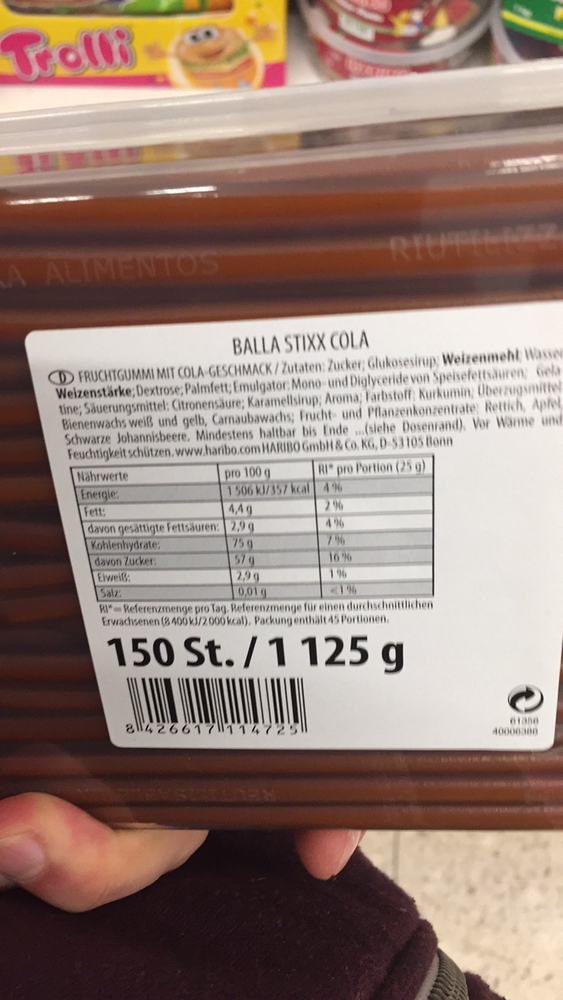 Trolli
ALIMENTOS
BALLA STIXX COLA
D FRUCHTGUMMI MIT COLA-GESCHMACK / Zutaten: Zucker; Glukosesirup; Weizenmehl; Wasser
Weizenstärke; Dextrose; Palmfett; Emulgator: Mono- und Diglyceride von Speisefettsäuren; Gela
tine; Säuerungsmittel: Citronensäure; Karamellsirup; Aroma; Farbstoff: Kurkumin; Überzugsmittel
Bienenwachs weiß und gelb, Carnaubawachs; Frucht- und Pflanzenkonzentrate: Rettich, Apfel,
Schwarze Johannisbeere. Mindestens haltbar bis Ende ...(siehe Dosenrand). Vor Wärme und
Feuchtigkeit schützen. www.haribo.com HARIBO GmbH & Co. KG, D-53105 Bonn
Nährwerte pro 100 g RI* pro Portion (25 g)
Energie: 1 506 kJ/357 kcal 4 %
Fett: 4,4 g 2 %
davon gesättigte Fettsäuren: 2,9 g 4 %
Kohlenhydrate: 75 g 7 %
davon Zucker: 57 g 16 %
Eiweiß: 2,9 g 1 %
Salz: 0,01 g <1 %
RI*= Referenzmenge pro Tag. Referenzmenge für einen durchschnittlichen
Erwachsenen (8 400 kJ/2 000 kcal). Packung enthält 45 Portionen.
150 St. / 1 125 g
8 426617 114725
61358
40006388